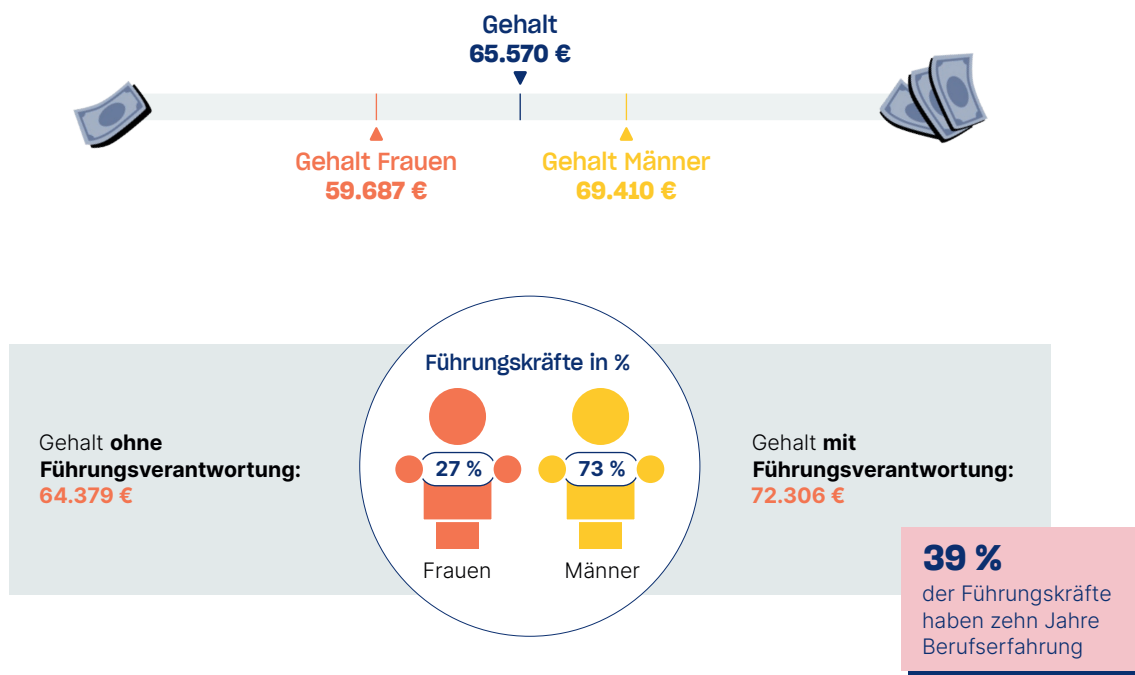 Gehalt
65.570 €
Gehalt Frauen
59.687 €
Gehalt Männer
69.410 €
Führungskräfte in %
27 %
73 %
Frauen
Männer
Gehalt ohne
Führungsverantwortung:
64.379 €
Gehalt mit
Führungsverantwortung:
72.306 €
39 %
der Führungskräfte
haben zehn Jahre
Berufserfahrung